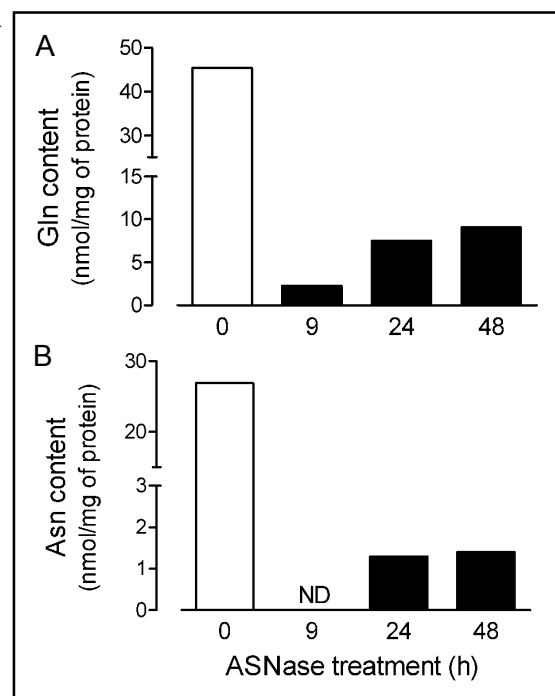 A
Gln content
(nmol/mg of protein)
50
40
30
15
10
5
0
0 9 24 48
B
Asn content
(nmol/mg of protein)
30
20
3
2
1
0
ND
0 9 24 48
ASNase treatment (h)